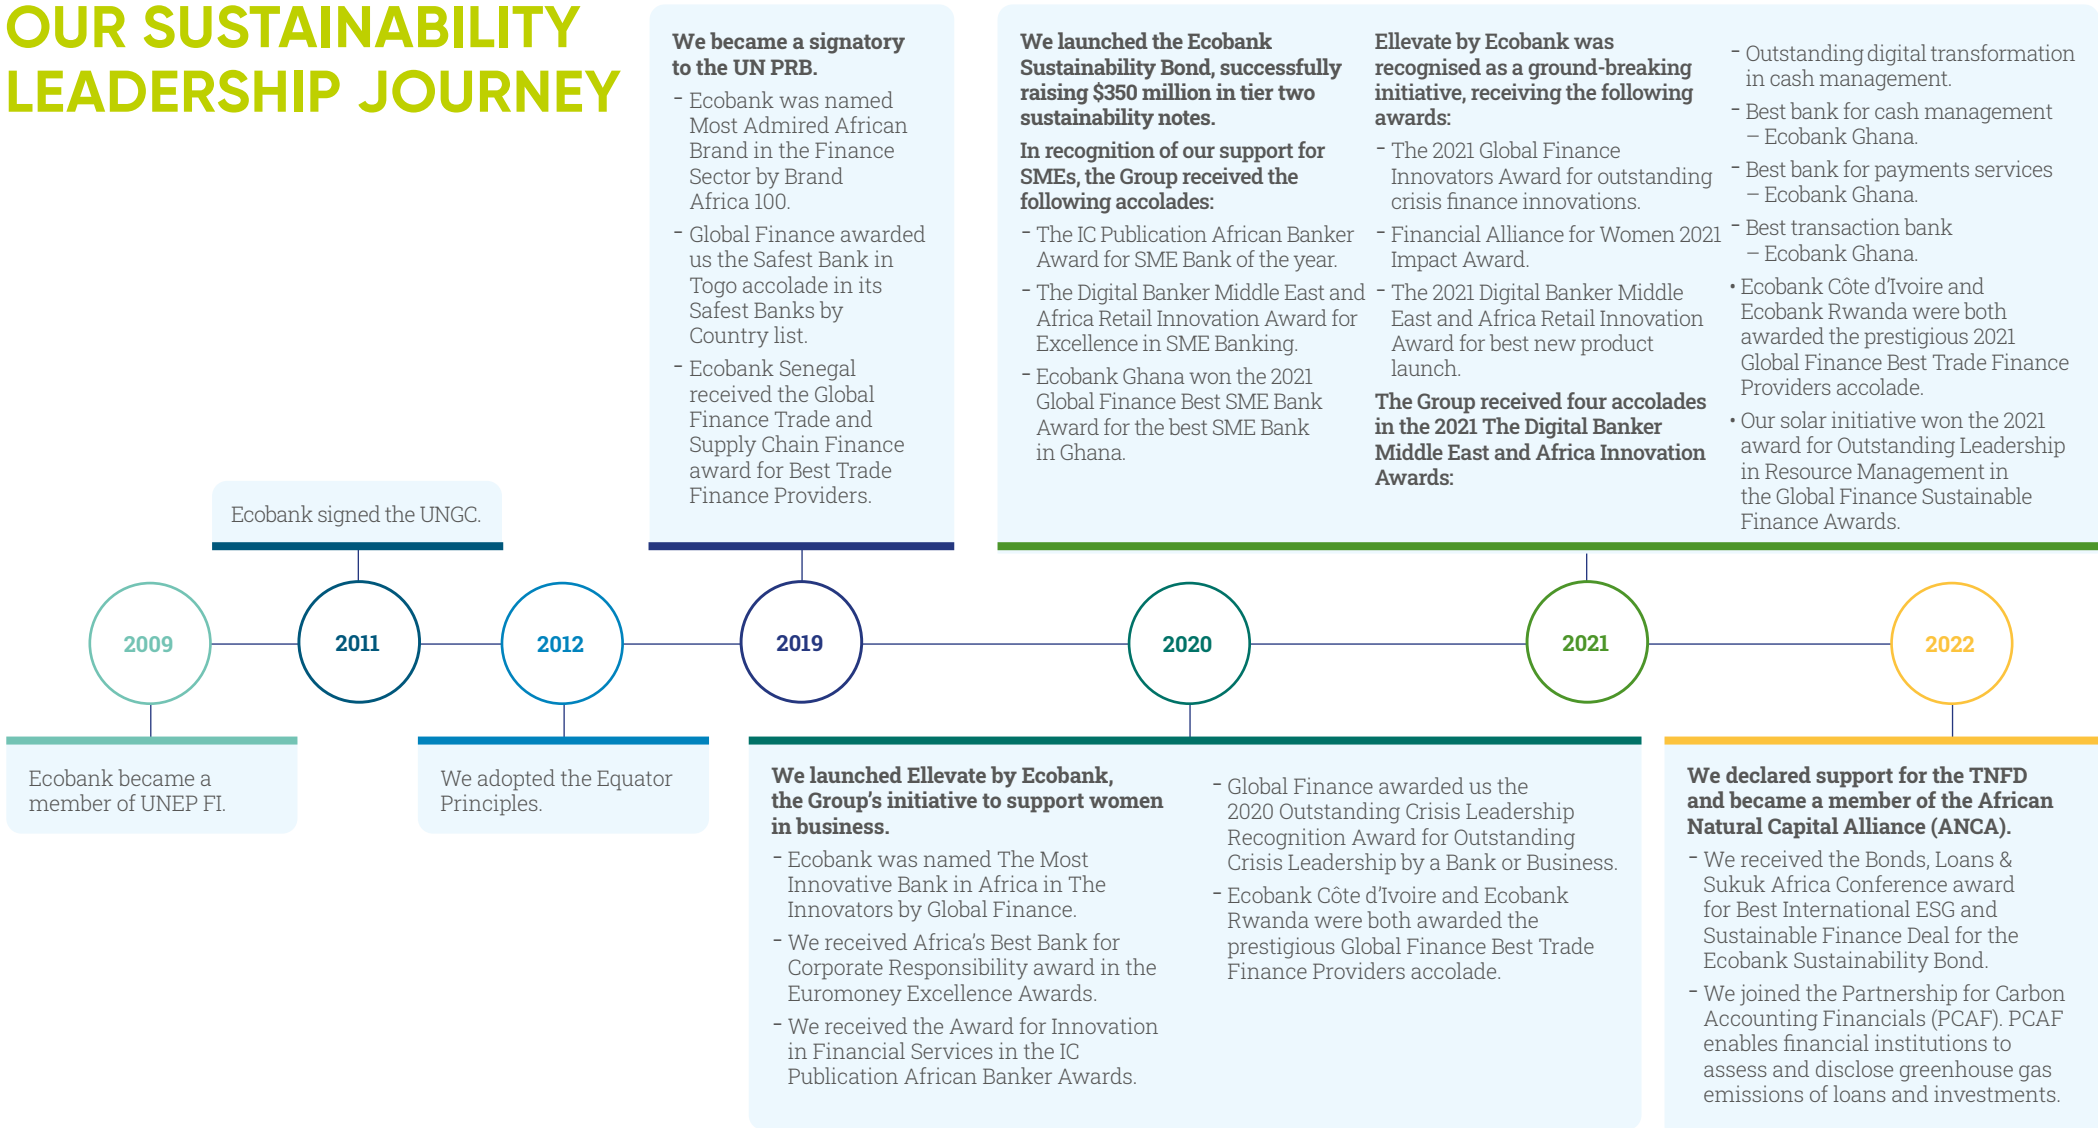 OUR SUSTAINABILITY
LEADERSHIP JOURNEY
2009
Ecobank became a
member of UNEP FI.
Ecobank signed the UNGC.
2011
2012
We adopted the Equator
Principles.
We became a signatory
to the UN PRB.
- Ecobank was named
Most Admired African
Brand in the Finance
Sector by Brand
Africa 100.
- Global Finance awarded
us the Safest Bank in
Togo accolade in its
Safest Banks by
Country list.
- Ecobank Senegal
received the Global
Finance Trade and
Supply Chain Finance
award for Best Trade
Finance Providers.
2019
2020
We launched Ellevate by Ecobank,
the Group's initiative to support women
in business.
- Ecobank was named The Most
Innovative Bank in Africa in The
Innovators by Global Finance.
- We received Africa's Best Bank for
Corporate Responsibility award in the
Euromoney Excellence Awards.
- We received the Award for Innovation
in Financial Services in the IC
Publication African Banker Awards.
- Global Finance awarded us the
2020 Outstanding Crisis Leadership
Recognition Award for Outstanding
Crisis Leadership by a Bank or Business.
- Ecobank Côte d'Ivoire and Ecobank
Rwanda were both awarded the
prestigious Global Finance Best Trade
Finance Providers accolade.
We launched the Ecobank
Sustainability Bond, successfully
raising $350 million in tier two
sustainability notes.
In recognition of our support for
SMEs, the Group received the
following accolades:
- The IC Publication African Banker
Award for SME Bank of the year.
- The Digital Banker Middle East and
Africa Retail Innovation Award for
Excellence in SME Banking.
- Ecobank Ghana won the 2021
Global Finance Best SME Bank
Award for the best SME Bank
in Ghana.
Ellevate by Ecobank was
recognised as a ground-breaking
initiative, receiving the following
awards:
- The 2021 Global Finance
Innovators Award for outstanding
crisis finance innovations.
- Financial Alliance for Women 2021
Impact Award.
- The 2021 Digital Banker Middle
East and Africa Retail Innovation
Award for best new product
launch.
The Group received four accolades
in the 2021 The Digital Banker
Middle East and Africa Innovation
Awards:
- Outstanding digital transformation
in cash management.
- Best bank for cash management
– Ecobank Ghana.
- Best bank for payments services
– Ecobank Ghana.
- Best transaction bank
– Ecobank Ghana.
• Ecobank Côte d'Ivoire and
Ecobank Rwanda were both
awarded the prestigious 2021
Global Finance Best Trade Finance
Providers accolade.
• Our solar initiative won the 2021
award for Outstanding Leadership
in Resource Management in
the Global Finance Sustainable
Finance Awards.
2021
2022
We declared support for the TNFD
and became a member of the African
Natural Capital Alliance (ANCA).
- We received the Bonds, Loans &
Sukuk Africa Conference award
for Best International ESG and
Sustainable Finance Deal for the
Ecobank Sustainability Bond.
- We joined the Partnership for Carbon
Accounting Financials (PCAF). PCAF
enables financial institutions to
assess and disclose greenhouse gas
emissions of loans and investments.